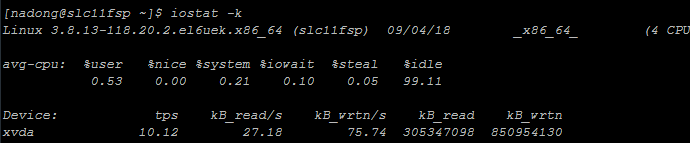 [nadong@slc11fsp ~]$ iostat -k
Linux 3.8.13-118.20.2.el6uek.x86_64 (slc11fsp) 09/04/18 _x86_64_ (4 CPU
avg-cpu: %user %nice %system %iowait %steal %idle
0.53 0.00 0.21 0.10 0.05 99.11
Device: tps kB_read/s kB_wrtn/s kB_read kB_wrtn
xvda 10.12 27.18 75.74 305347098 850954130